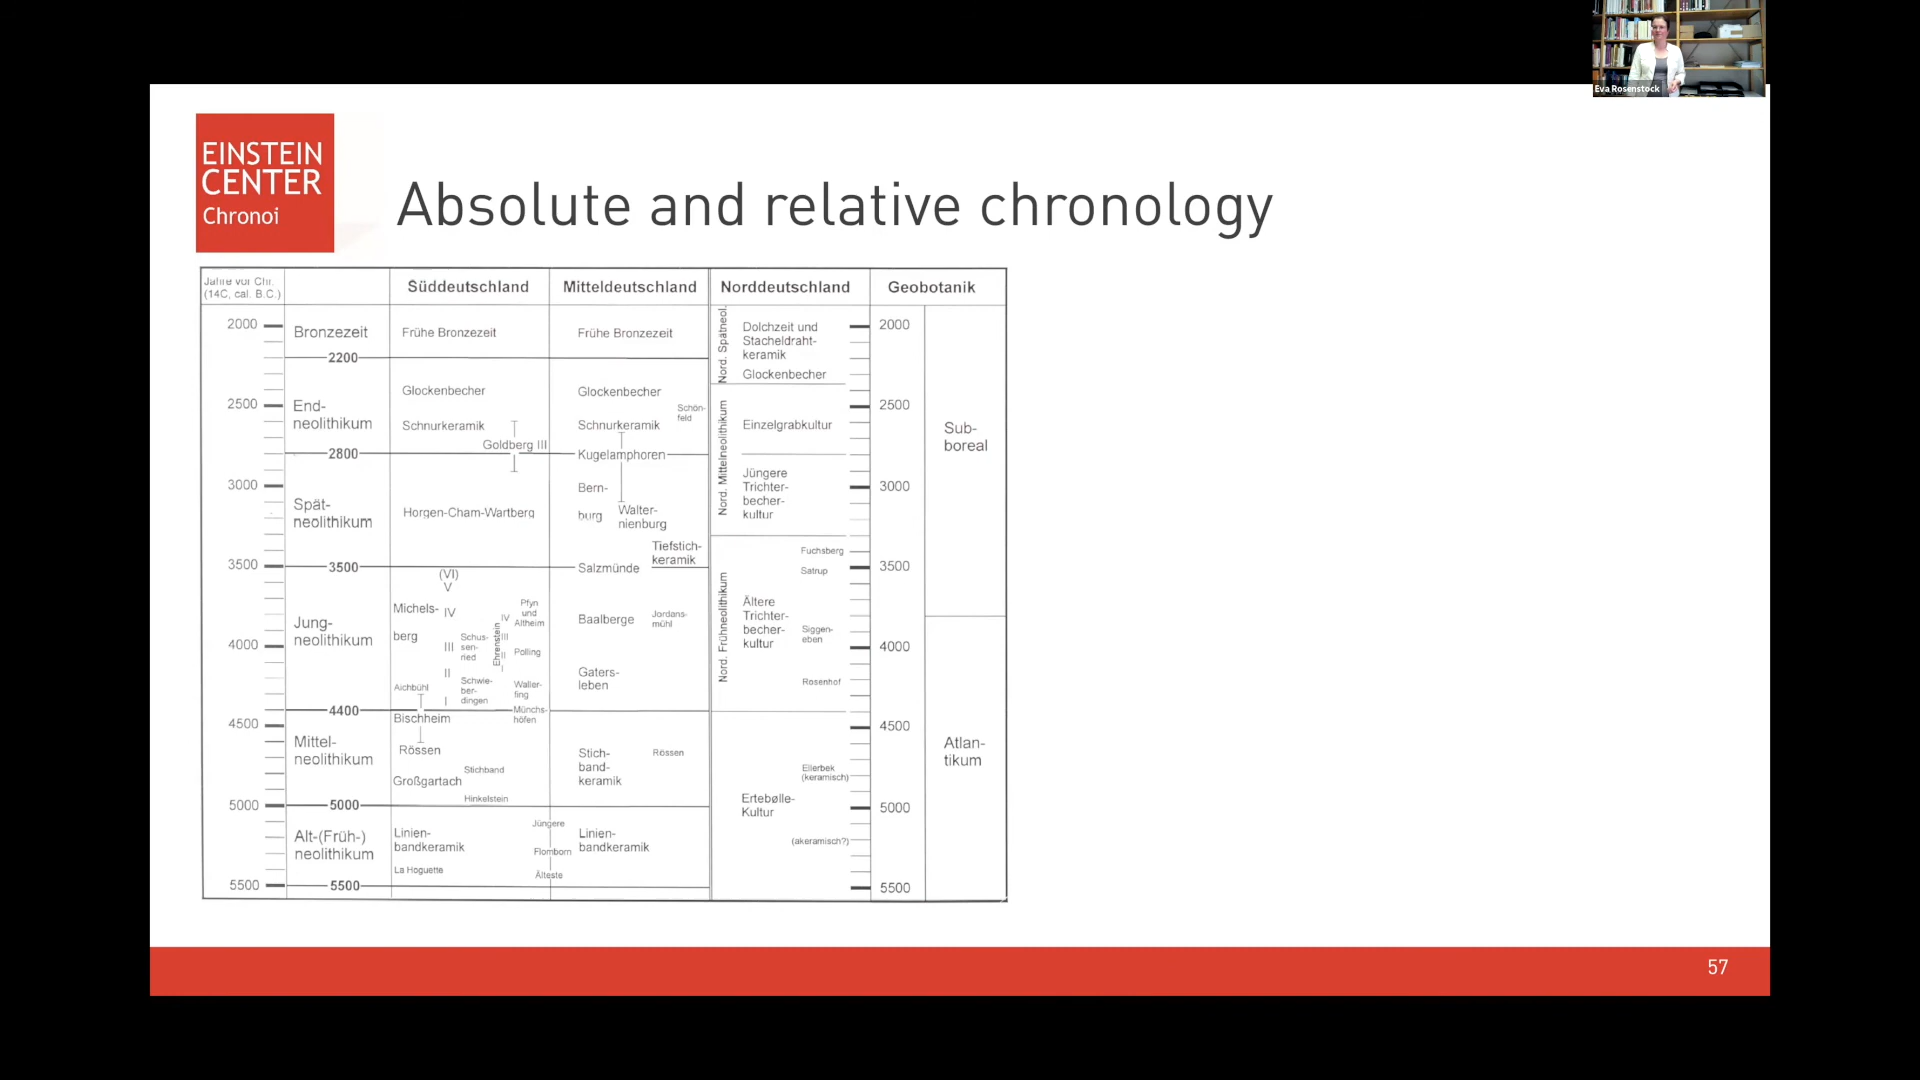 Eva Rosenstock
EINSTEIN
CENTER
Chronoi
Absolute and relative chronology
Jahre vor Chr.
(14C, cal. B.C.)
Süddeutschland
Mitteldeutschland
Norddeutschland
Geobotanik
2000
2500
3000
3500
4000
4500
5000
5500
Bronzezeit
2200
End-
neolithikum
2800
Spät-
neolithikum
3500
Jung-
neolithikum
4400
Mittel-
neolithikum
5000
Alt-(Früh-)
neolithikum
5500
Frühe Bronzezeit
Glockenbecher
Schnurkeramik
Goldberg III
Horgen-Cham-Wartberg
(VI)
V
Michels-
IV
berg
III
II
I
Schus-
sen-
ried
Ehrenstein
IV
III
II
I
Pfyn
und
Altheim
Polling
Aichbühl
Schwie-
ber-
dingen
Waller-
fing
Münchs-
höfen
Bischheim
Rössen
Stichband
Großgartach
Hinkelstein
Linien-
bandkeramik
La Hoguette
Jüngere
Flomborn
Älteste
Frühe Bronzezeit
Glockenbecher
Schön-
feld
Schnurkeramik
Kugelamphoren
Bern-
burg
Walter-
nienburg
Tiefstich-
keramik
Salzmünde
Baalberge
Jordans-
mühl
Gaters-
leben
Stich-
band-
keramik
Rössen
Linien-
bandkeramik
Nord. Spätneol.
Dolchzeit und
Stacheldraht-
keramik
Glockenbecher
Nord. Mittelneolithikum
Einzelgrabkultur
Jüngere
Trichter-
becher-
kultur
Nord. Frühneolithikum
Fuchsberg
Satrup
Ältere
Trichter-
becher-
kultur
Siggen-
eben
Rosenhof
Ellerbek
(keramisch)
Ertebølle-
Kultur
(akeramisch?)
2000
2500
3000
3500
4000
4500
5000
5500
Sub-
boreal
Atlan-
tikum
57